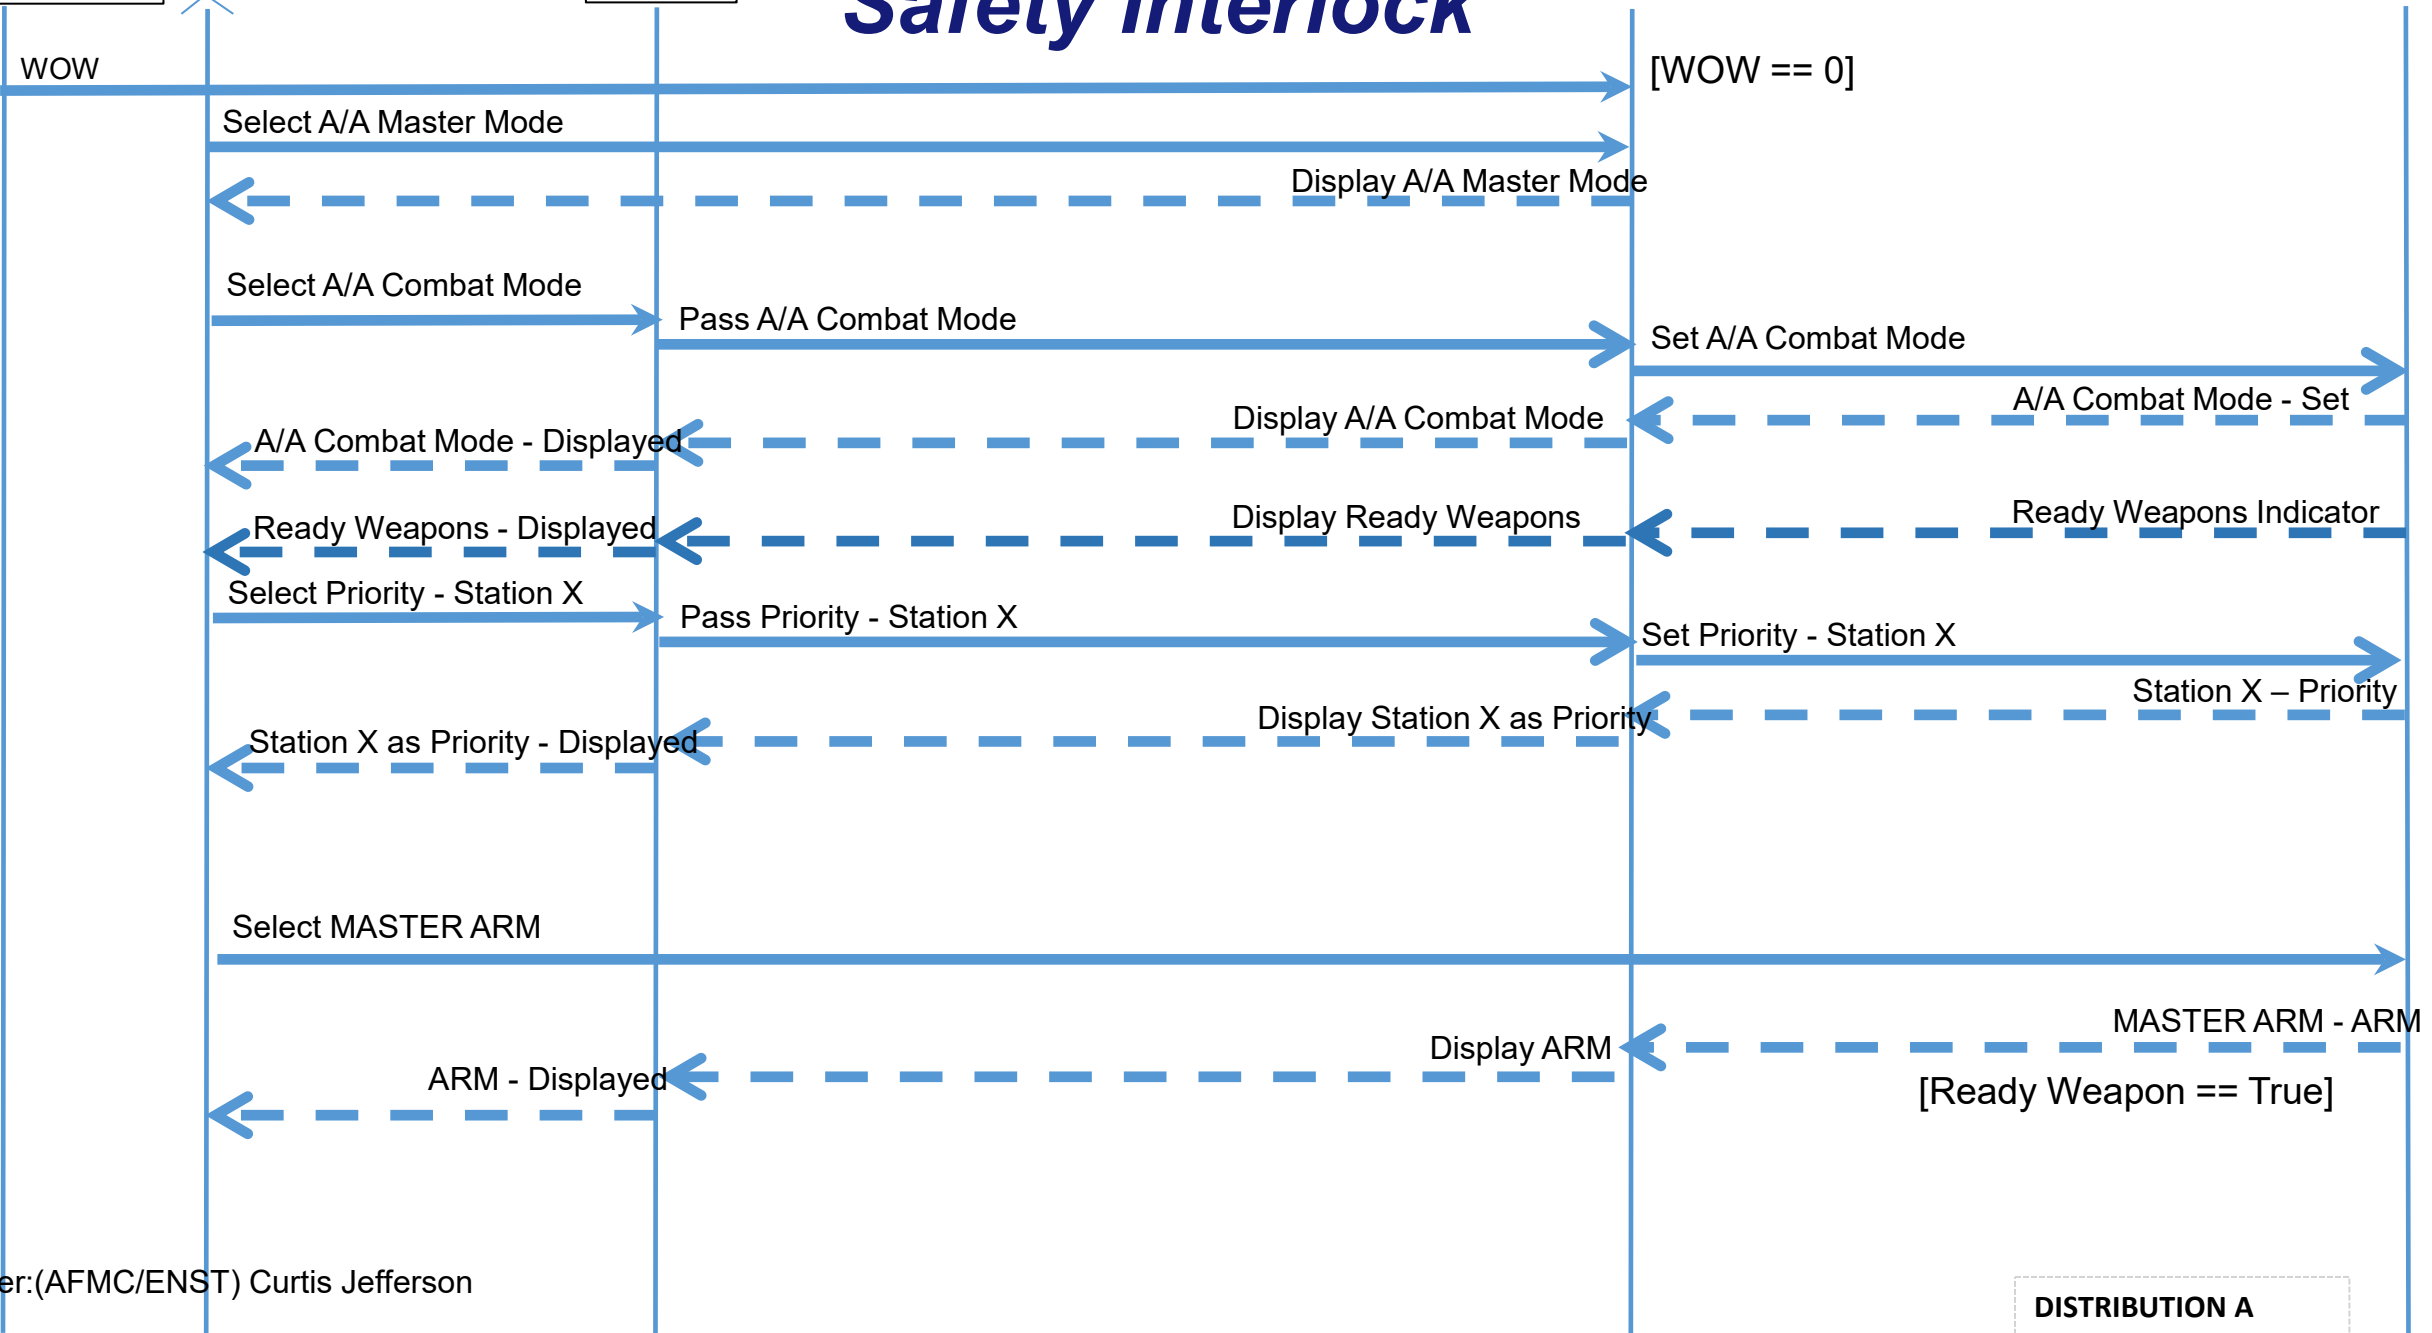 Safety Interlock
WOW
[WOW == 0]
Select A/A Master Mode
Display A/A Master Mode
Select A/A Combat Mode
Pass A/A Combat Mode
Set A/A Combat Mode
A/A Combat Mode - Set
Display A/A Combat Mode
A/A Combat Mode - Displayed
Ready Weapons Indicator
Display Ready Weapons
Ready Weapons - Displayed
Select Priority - Station X
Pass Priority - Station X
Set Priority - Station X
Station X – Priority
Display Station X as Priority
Station X as Priority - Displayed
Select MASTER ARM
MASTER ARM - ARM
Display ARM
ARM - Displayed
[Ready Weapon == True]
er:(AFMC/ENST) Curtis Jefferson
DISTRIBUTION A